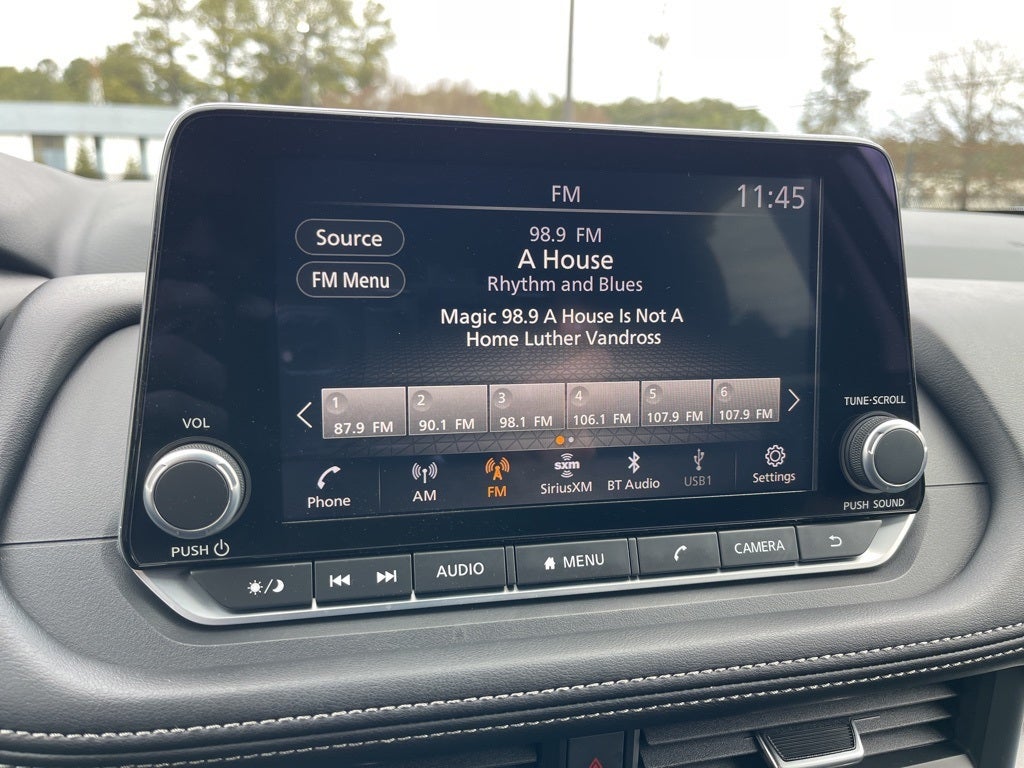 FM
11:45
Source
98.9 FM
A House
FM Menu
Rhythm and Blues
Magic 98.9 A House Is Not A
Home Luther Vandross
1
87.9 FM
2
90.1 FM
3
98.1 FM
4
106.1 FM
5
107.9 FM
6
107.9 FM
Phone
AM
FM
sxm
SiriusXM
BT Audio
USB1
Settings
VOL
PUSH
TUNE·SCROLL
PUSH SOUND
AUDIO
MENU
CAMERA